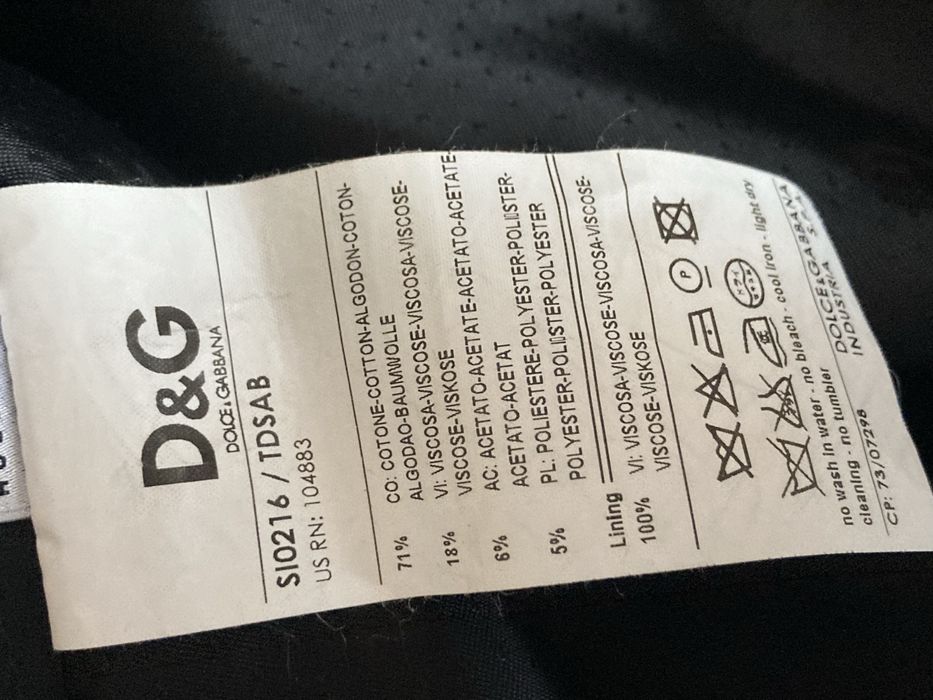 D&G
DOLCE & GABBANA
SI0216 / TDSAB
US RN: 104883
71% CO: COTONE-COTTON-ALGODON-COTON-
ALGODAO-BAUMWOLLE
18% VI: VISCOSA-VISCOSE-VISCOSA-VISCOSE-
VISCOSE-VISKOSE
6% AC: ACETATO-ACETATE-ACETATO-ACETATE-
ACETATO-ACETAT
5% PL: POLIESTERE-POLYESTER-POLIESTER-
POLYESTER-POLIESTER-POLYESTER
Lining
100% VI: VISCOSA-VISCOSE-VISCOSA-VISCOSE-
VISCOSE-VISKOSE
P
no wash in water - no bleach - cool iron - light dry
cleaning - no tumbler
DOLCE&GABBANA
INDUSTRIA S.P.A.
CP: 73/07298